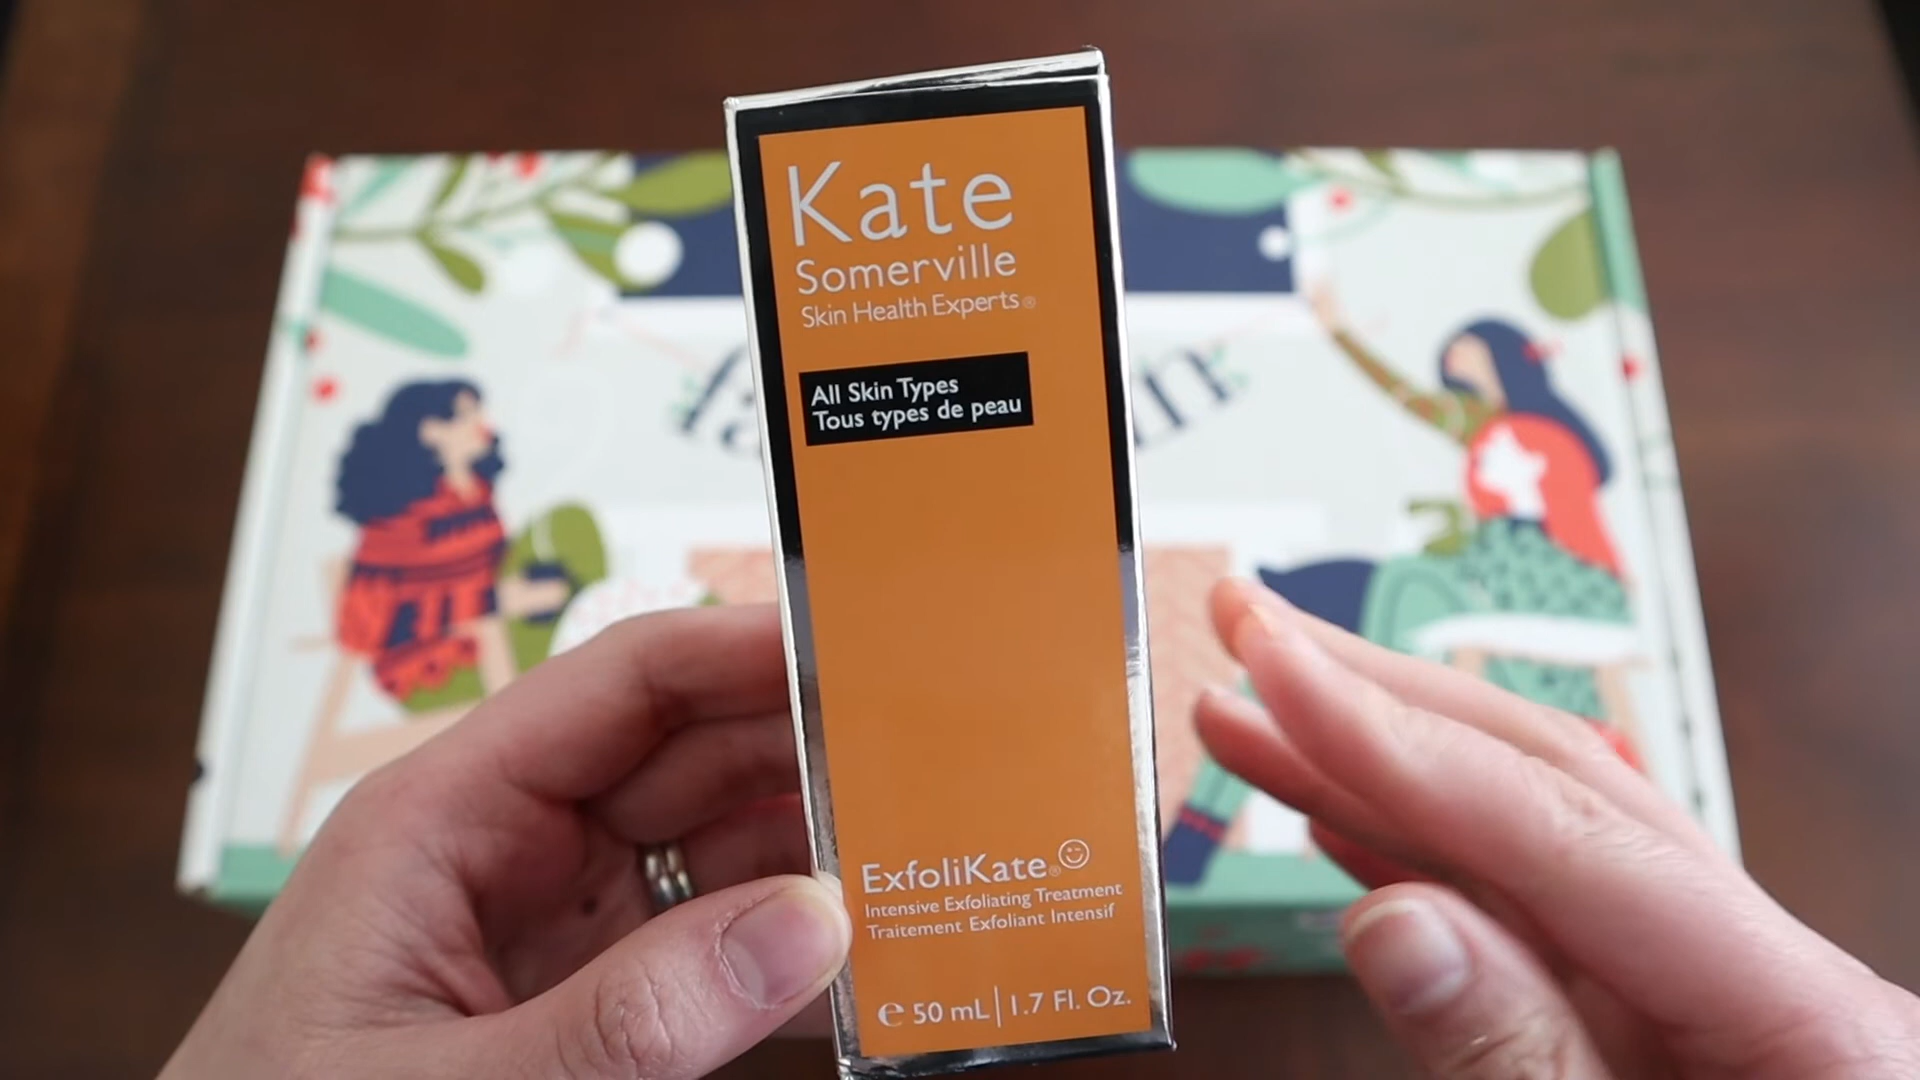 Kate
Somerville
Skin Health Experts®
All Skin Types
Tous types de peau
ExfoliKate®
Intensive Exfoliating Treatment
Traitement Exfoliant Intensif
℮ 50 mL | 1.7 Fl. Oz.